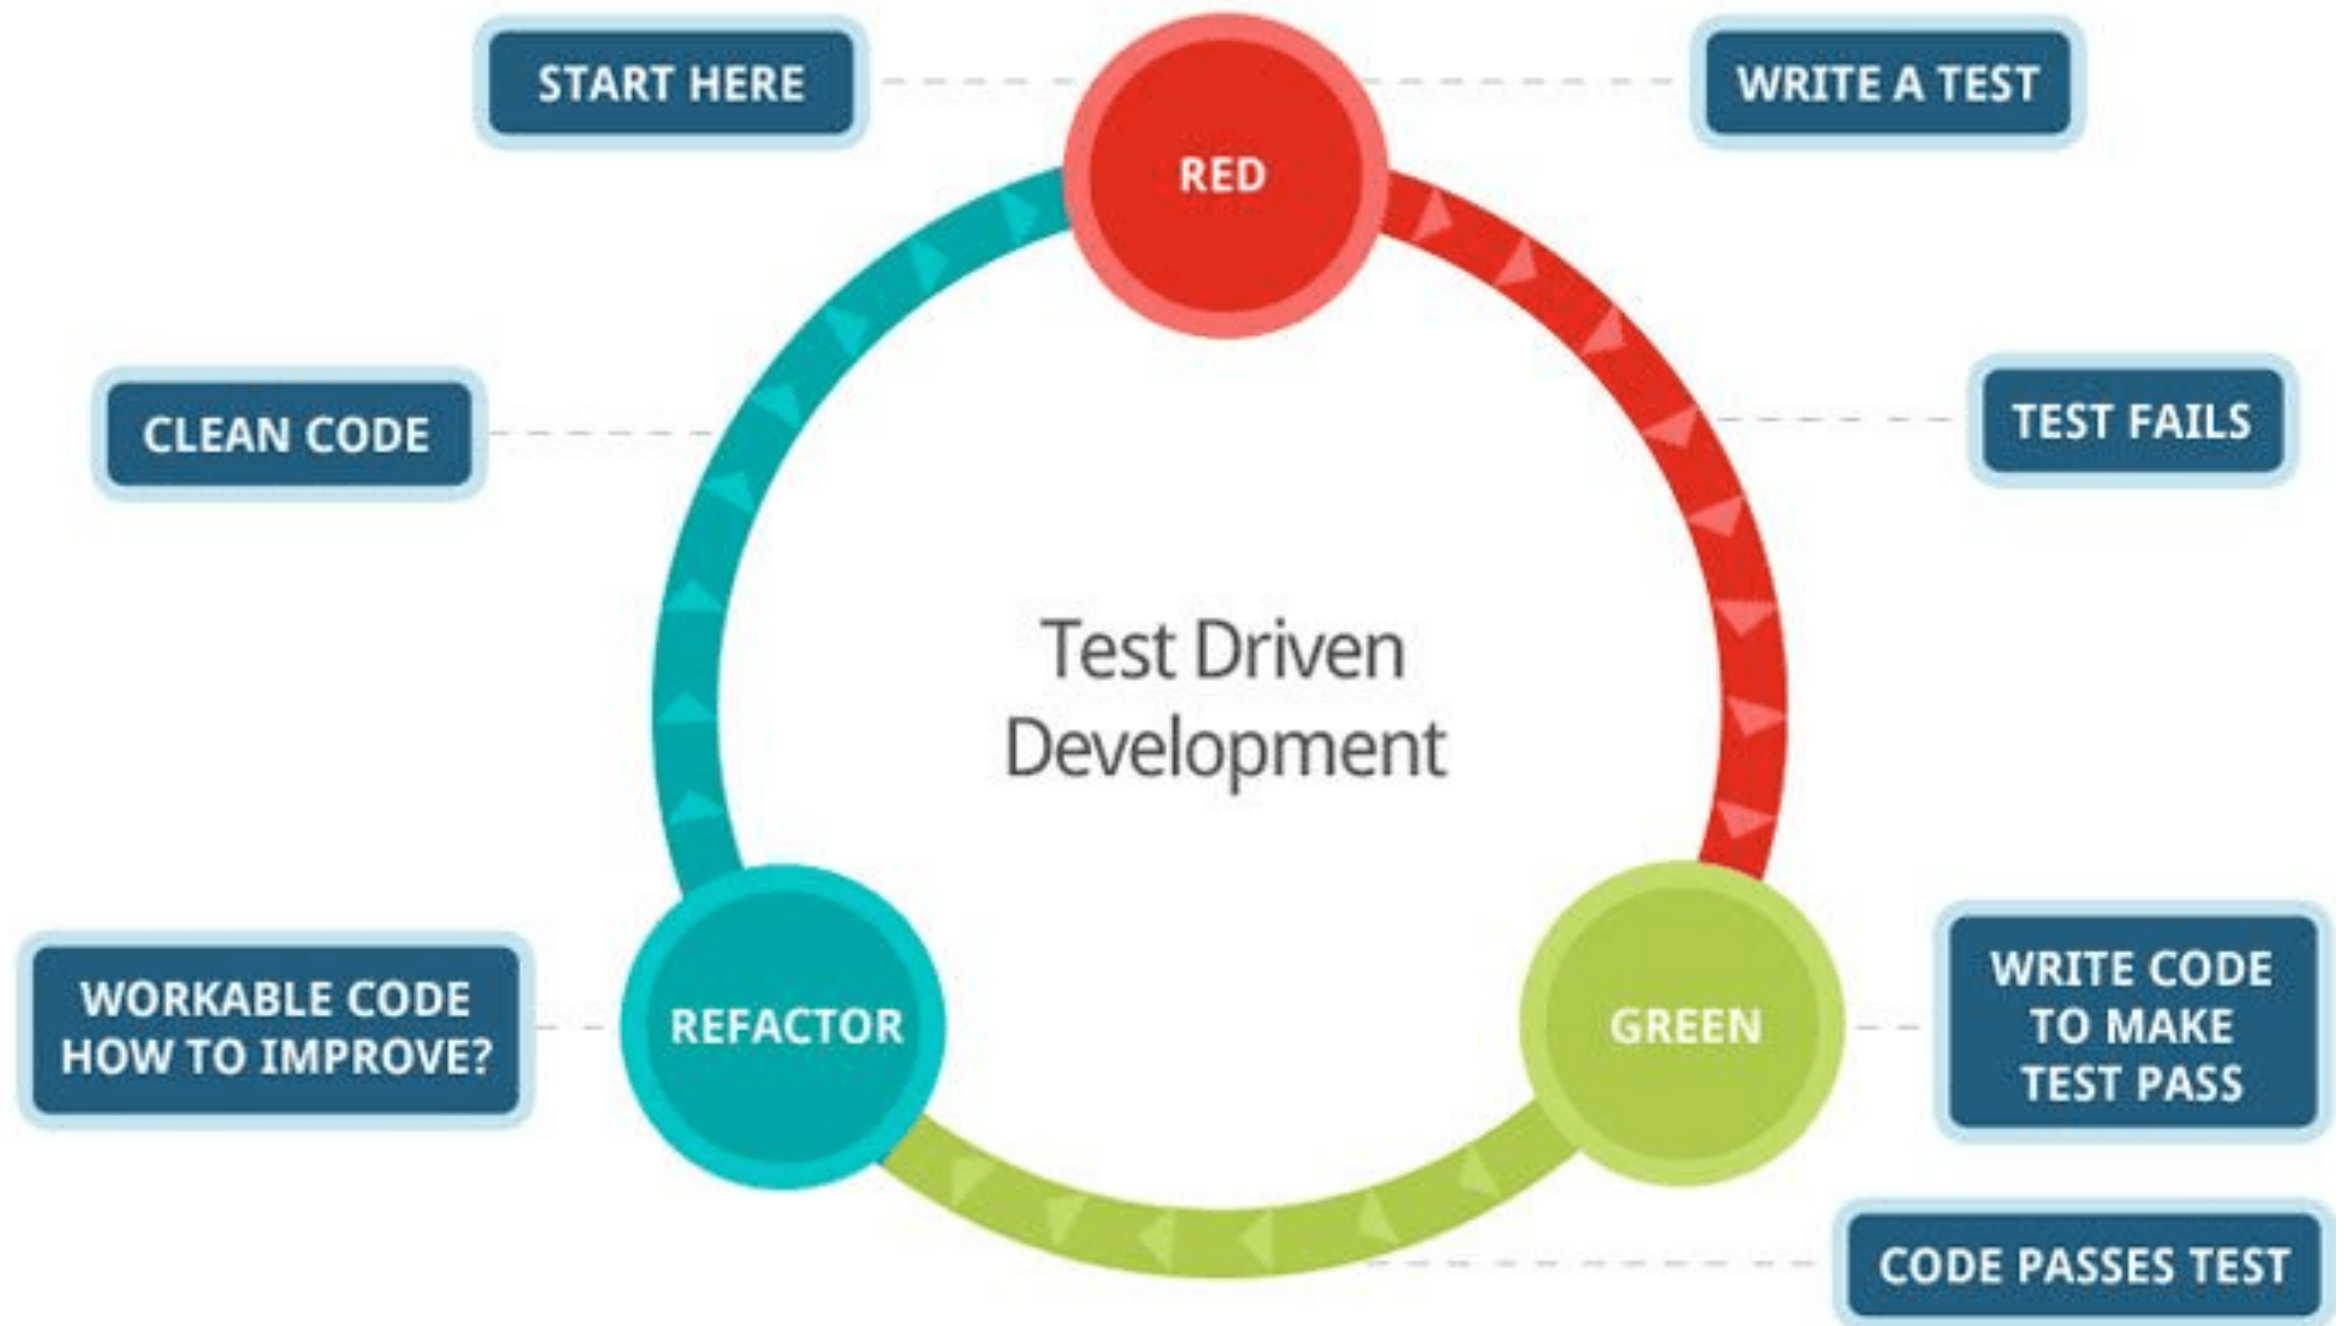 START HERE
WRITE A TEST
RED
CLEAN CODE
TEST FAILS
Test Driven
Development
WORKABLE CODE
HOW TO IMPROVE?
REFACTOR
GREEN
WRITE CODE
TO MAKE
TEST PASS
CODE PASSES TEST